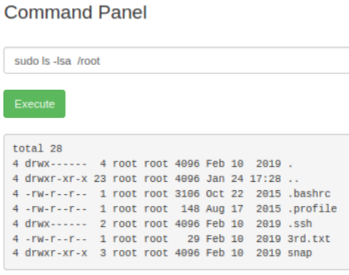 Command Panel
sudo ls -lsa /root
Execute
total 28
4 drwx------  4 root root 4096 Feb 10  2019 .
4 drwxr-xr-x 23 root root 4096 Jan 24 17:28 ..
4 -rw-r--r--  1 root root 3106 Oct 22  2015 .bashrc
4 -rw-r--r--  1 root root  148 Aug 17  2015 .profile
4 drwx------  2 root root 4096 Feb 10  2019 .ssh
4 -rw-r--r--  1 root root   29 Feb 10  2019 3rd.txt
4 drwxr-xr-x  3 root root 4096 Feb 10  2019 snap